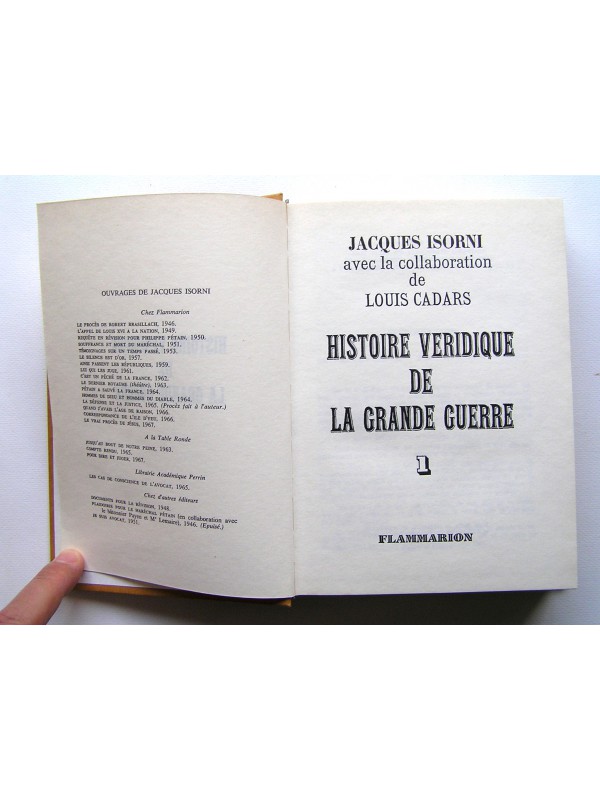 OUVRAGES DE JACQUES ISORNI
Chez Flammarion
LE PROCÈS DE ROBERT BRASILLACH, 1946.
L'APPEL DE LOUIS XVI A LA NATION, 1949.
REQUÊTE EN RÉVISION POUR PHILIPPE PÉTAIN, 1950.
SOUFFRANCE ET MORT DU MARÉCHAL, 1951.
TÉMOIGNAGES SUR UN TEMPS PASSÉ, 1953.
LE SILENCE EST D'OR, 1957.
AINSI PASSENT LES RÉPUBLIQUES, 1959.
LUI QUI LES JUGE, 1961.
C'EST UN PÉCHÉ DE LA FRANCE, 1962.
LE DERNIER ROYAUME (théâtre), 1963.
PÉTAIN A SAUVÉ LA FRANCE, 1964.
HOMMES DE DIEU ET HOMMES DU DIABLE, 1964.
LA DÉFENSE ET LA JUSTICE, 1965. (Procès fait à l'auteur.)
QUAND J'AVAIS L'ÂGE DE RAISON, 1966.
CORRESPONDANCE DE L'ILE D'YEU, 1966.
LE VRAI PROCÈS DE JÉSUS, 1967.
A la Table Ronde
JUSQU'AU BOUT DE NOTRE PEINE, 1963.
COMPTE RENDU, 1965.
POUR DIRE ET JUGER, 1967.
Librairie Académique Perrin
LES CAS DE CONSCIENCE DE L'AVOCAT, 1965.
Chez d'autres éditeurs
DOCUMENTS POUR LA RÉVISION, 1948.
PLAIDOIRIE POUR LE MARÉCHAL PÉTAIN (en collaboration avec
le bâtonnier Payen et Me Lemaire), 1946. (Epuisé.)
JE SUIS AVOCAT, 1951.
JACQUES ISORNI
avec la collaboration
de
LOUIS CADARS
HISTOIRE VERIDIQUE
DE
LA GRANDE GUERRE
1
FLAMMARION